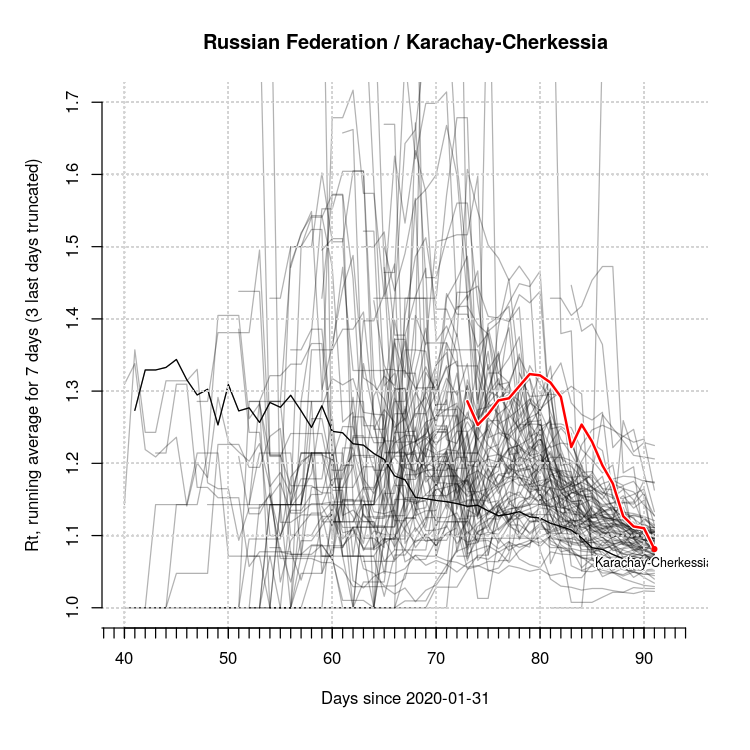 Russian Federation / Karachay-Cherkessia
Rt, running average for 7 days (3 last days truncated)
1.7
1.6
1.5
1.4
1.3
1.2
1.1
1.0
Karachay-Cherkessia
40 50 60 70 80 90
Days since 2020-01-31